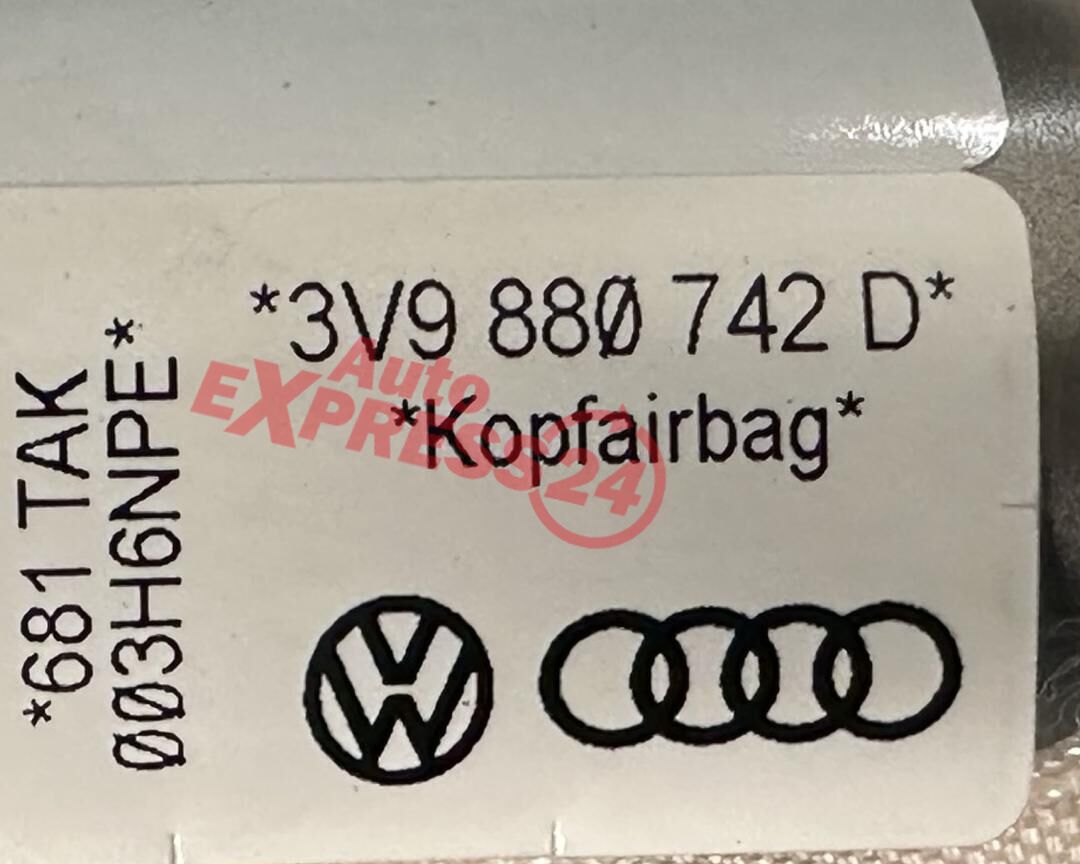 *3V9 880 742 D*
*Kopfairbag*
*681 TAK
003H6NPE*
Auto
EXPRESS24